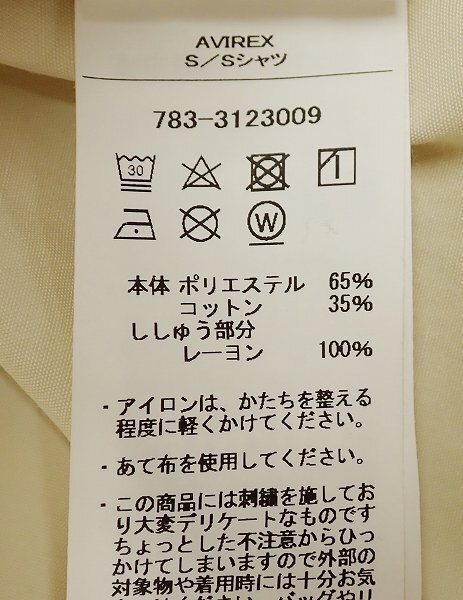 AVIREX
S／Sシャツ
783-3123009
30
W
本体 ポリエステル 65%
コットン 35%
ししゅう部分
レーヨン 100%
・アイロンは、かたちを整える
程度に軽くかけてください。
・あて布を使用してください。
・この商品には刺繍を施してお
り大変デリケートなものです
ちょっとした不注意からひっ
かけてしまいますので外部の
対象物や着用時には十分お気